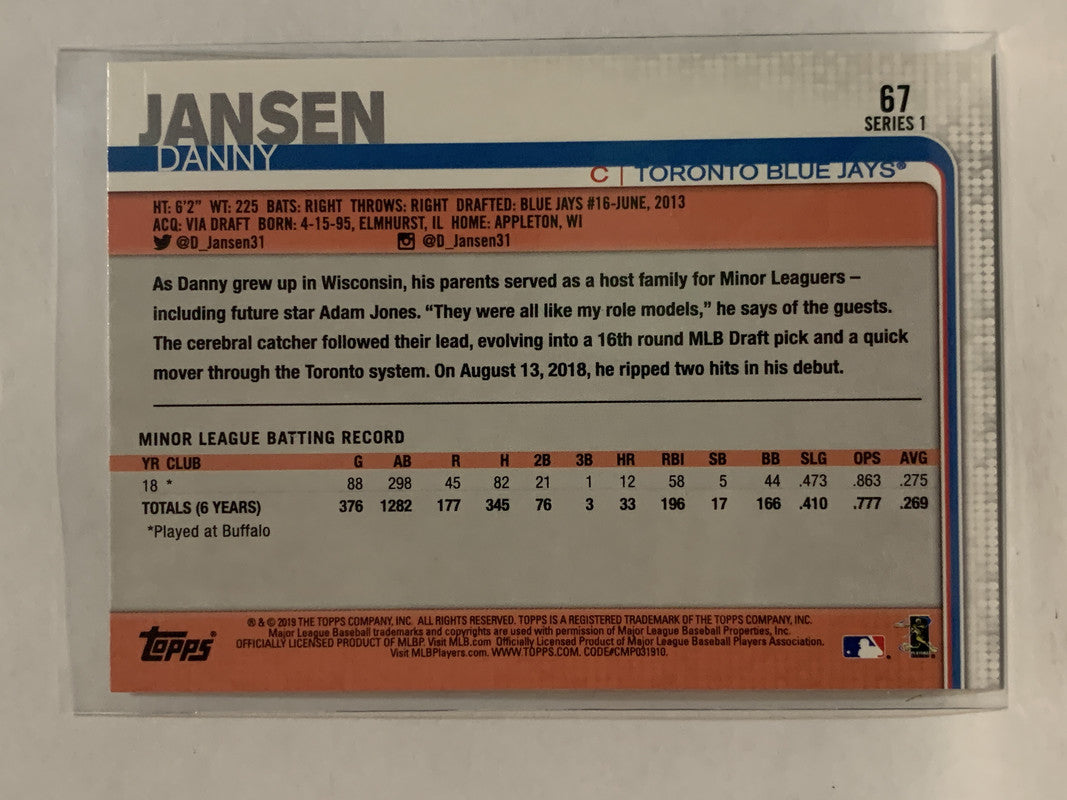 JANSEN
DANNY
67
SERIES 1
C | TORONTO BLUE JAYS®
HT: 6'2" WT: 225 BATS: RIGHT THROWS: RIGHT DRAFTED: BLUE JAYS #16-JUNE, 2013
ACQ: VIA DRAFT BORN: 4-15-95, ELMHURST, IL HOME: APPLETON, WI
@D_Jansen31 @D_Jansen31
As Danny grew up in Wisconsin, his parents served as a host family for Minor Leaguers –
including future star Adam Jones. “They were all like my role models,” he says of the guests.
The cerebral catcher followed their lead, evolving into a 16th round MLB Draft pick and a quick
mover through the Toronto system. On August 13, 2018, he ripped two hits in his debut.
MINOR LEAGUE BATTING RECORD
YR CLUB G AB R H 2B 3B HR RBI SB BB SLG OPS AVG
18 * 88 298 45 82 21 1 12 58 5 44 .473 .863 .275
TOTALS (6 YEARS) 376 1282 177 345 76 3 33 196 17 166 .410 .777 .269
*Played at Buffalo
topps®
® & © 2019 THE TOPPS COMPANY, INC. ALL RIGHTS RESERVED. TOPPS IS A REGISTERED TRADEMARK OF THE TOPPS COMPANY, INC.
Major League Baseball trademarks and copyrights are used with permission of Major League Baseball Properties, Inc.
OFFICIALLY LICENSED PRODUCT OF MLBP. Visit MLB.com Officially Licensed Product of Major League Baseball Players Association.
Visit MLBPlayers.com. WWW.TOPPS.COM. CODE#CMP031910.